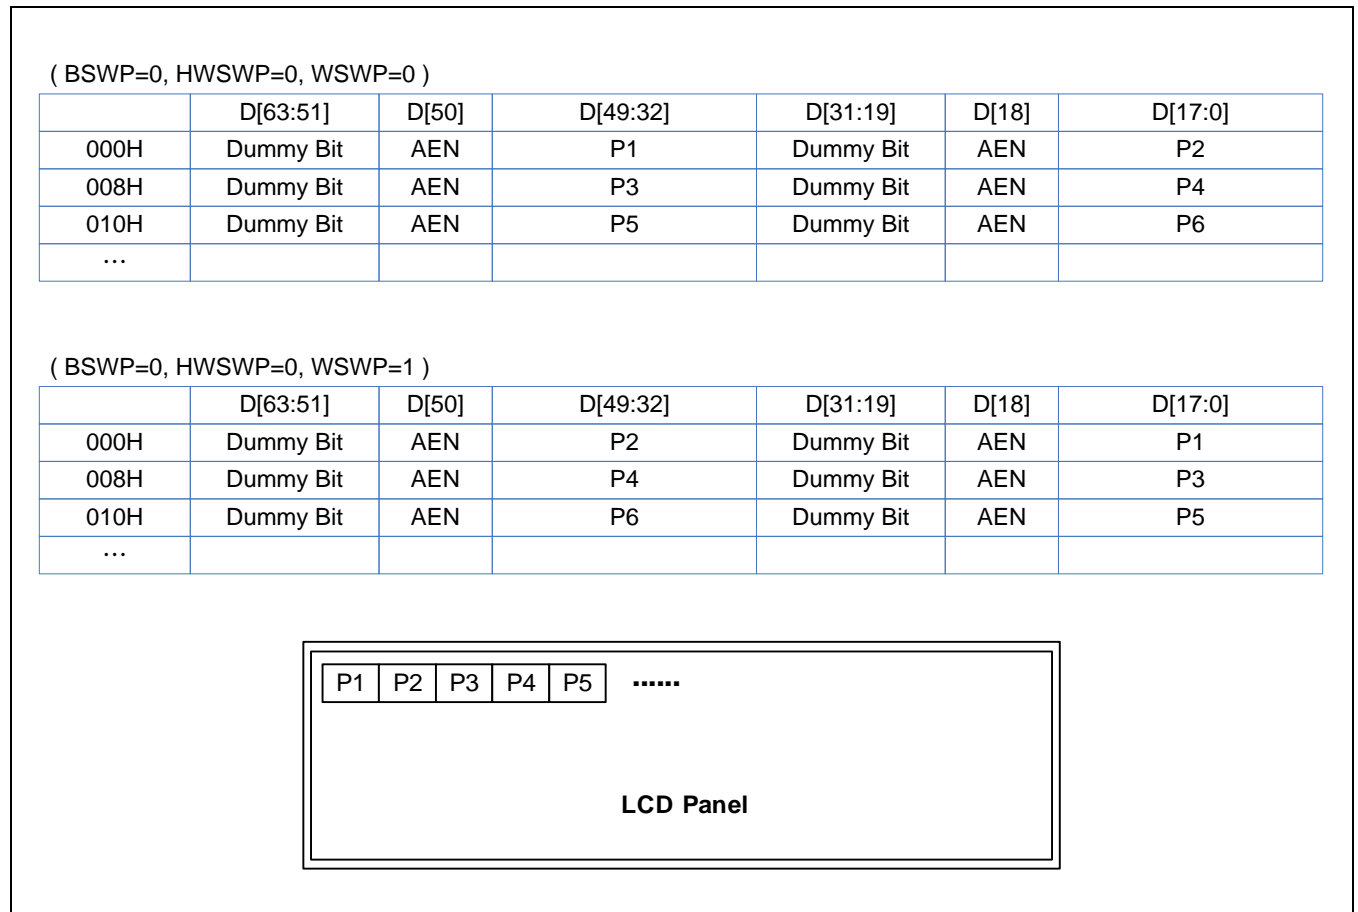 ( BSWP=0, HWSWP=0, WSWP=0 )
D[63:51] D[50] D[49:32] D[31:19] D[18] D[17:0]
000H Dummy Bit AEN P1 Dummy Bit AEN P2
008H Dummy Bit AEN P3 Dummy Bit AEN P4
010H Dummy Bit AEN P5 Dummy Bit AEN P6
…
( BSWP=0, HWSWP=0, WSWP=1 )
D[63:51] D[50] D[49:32] D[31:19] D[18] D[17:0]
000H Dummy Bit AEN P2 Dummy Bit AEN P1
008H Dummy Bit AEN P4 Dummy Bit AEN P3
010H Dummy Bit AEN P6 Dummy Bit AEN P5
…
P1 P2 P3 P4 P5 ......
LCD Panel